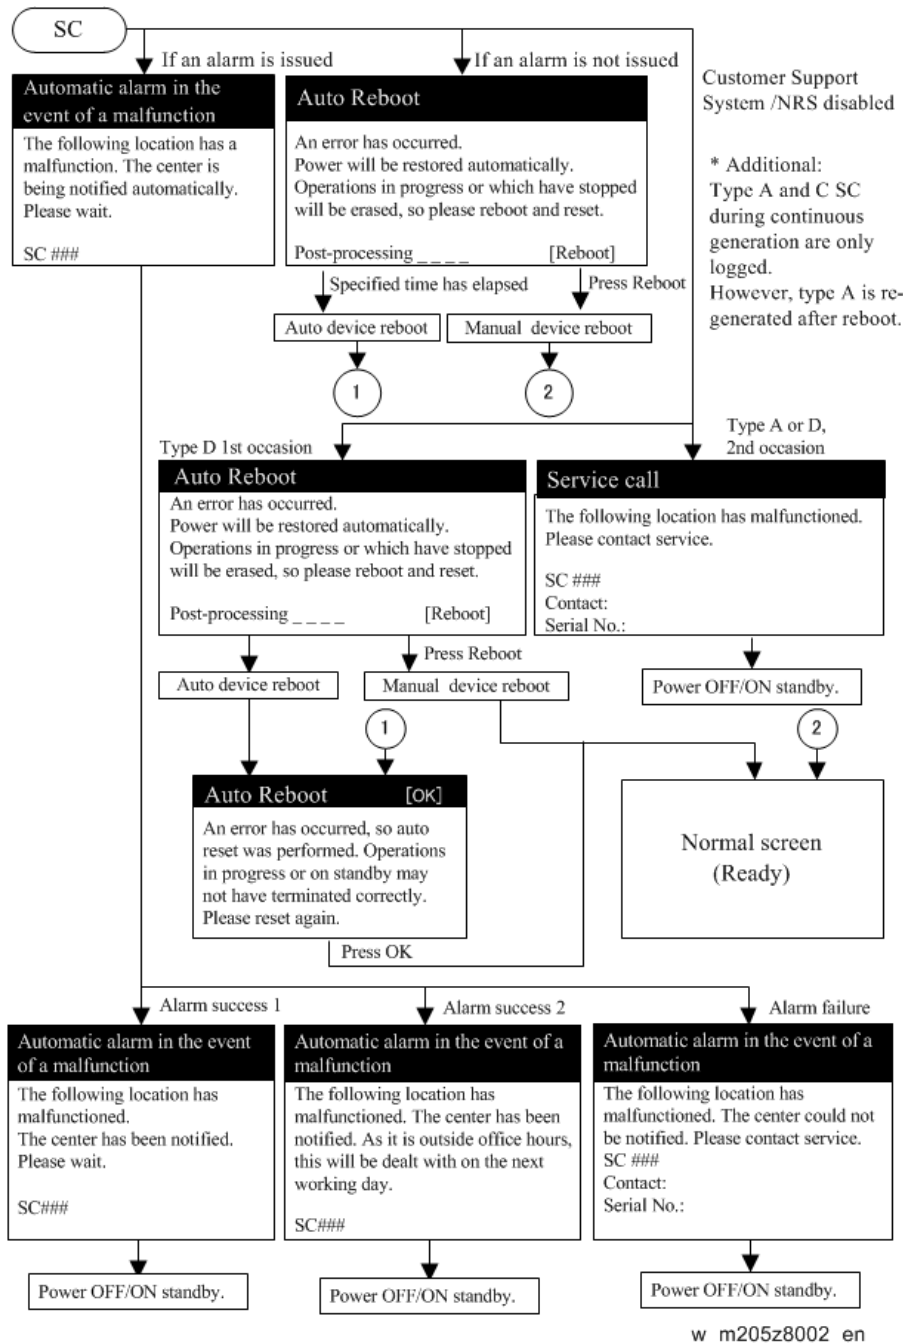 SC
If an alarm is issued
If an alarm is not issued
Automatic alarm in the
event of a malfunction
The following location has a
malfunction. The center is
being notified automatically.
Please wait.
SC ###
Auto Reboot
An error has occurred.
Power will be restored automatically.
Operations in progress or which have stopped
will be erased, so please reboot and reset.
Post-processing _ _ _ _ [Reboot]
Customer Support
System /NRS disabled
* Additional:
Type A and C SC
during continuous
generation are only
logged.
However, type A is re-
generated after reboot.
Specified time has elapsed
Press Reboot
Auto device reboot
Manual device reboot
1
2
Type D 1st occasion
Type A or D,
2nd occasion
Auto Reboot
An error has occurred.
Power will be restored automatically.
Operations in progress or which have stopped
will be erased, so please reboot and reset.
Post-processing _ _ _ _ [Reboot]
Service call
The following location has malfunctioned.
Please contact service.
SC ###
Contact:
Serial No.:
Press Reboot
Auto device reboot
Manual device reboot
Power OFF/ON standby.
1
2
Auto Reboot [OK]
An error has occurred, so auto
reset was performed. Operations
in progress or on standby may
not have terminated correctly.
Please reset again.
Normal screen
(Ready)
Press OK
Alarm success 1
Alarm success 2
Alarm failure
Automatic alarm in the event
of a malfunction
The following location has
malfunctioned.
The center has been notified.
Please wait.
SC###
Automatic alarm in the event of a
malfunction
The following location has
malfunctioned. The center has been
notified. As it is outside office hours,
this will be dealt with on the next
working day.
SC###
Automatic alarm in the event of a
malfunction
The following location has
malfunctioned. The center could not
be notified. Please contact service.
SC ###
Contact:
Serial No.:
Power OFF/ON standby.
Power OFF/ON standby.
Power OFF/ON standby.
w_m205z8002_en